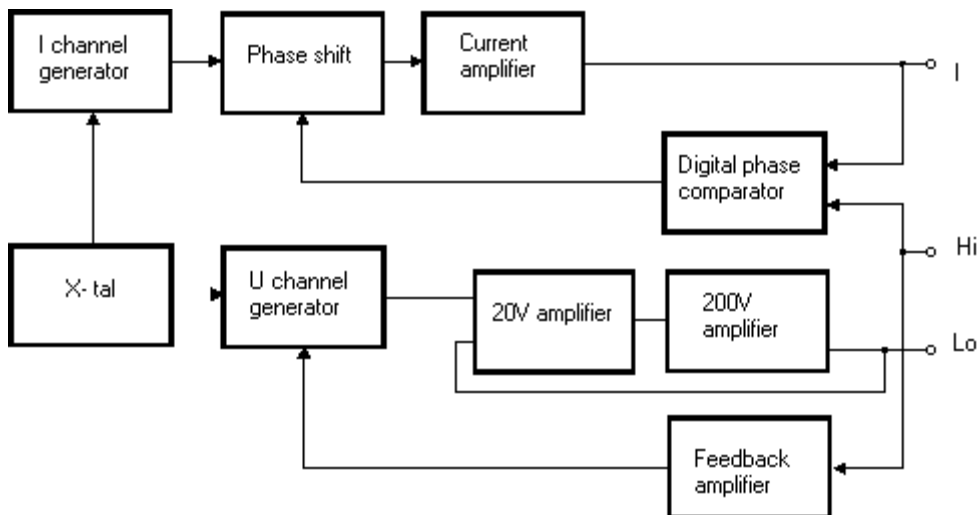 I channel
generator
Phase shift
Current
amplifier
I
Digital phase
comparator
Hi
X- tal
U channel
generator
20V amplifier
200V
amplifier
Lo
Feedback
amplifier